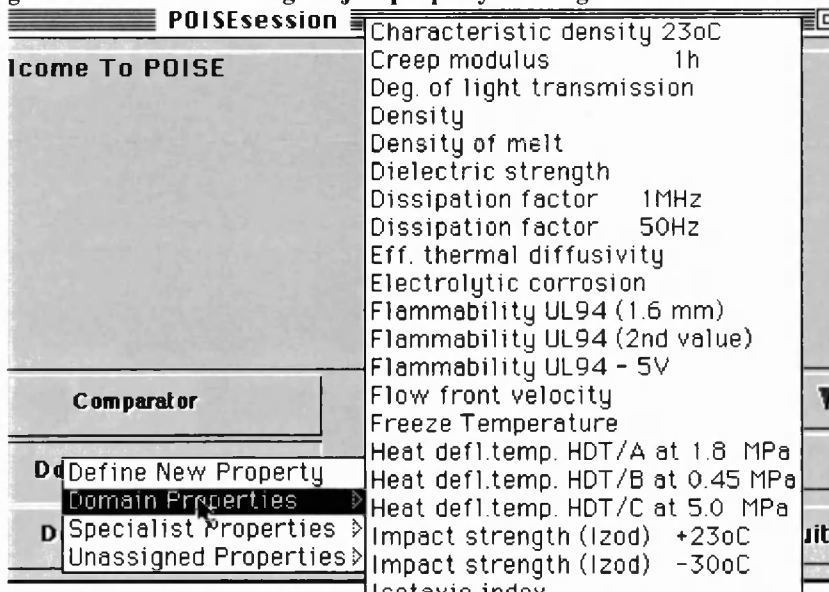 POISEsession
lcome To POISE
Characteristic density 23oC
Creep modulus 1h
Deg. of light transmission
Density
Density of melt
Dielectric strength
Dissipation factor 1MHz
Dissipation factor 50Hz
Eff. thermal diffusivity
Electrolytic corrosion
Flammability UL94 (1.6 mm)
Flammability UL94 (2nd value)
Flammability UL94 - 5V
Flow front velocity
Freeze Temperature
Heat defl.temp. HDT/A at 1.8 MPa
Heat defl.temp. HDT/B at 0.45 MPa
Heat defl.temp. HDT/C at 5.0 MPa
Impact strength (Izod) +23oC
Impact strength (Izod) -30oC
Comparator
Define New Property
Domain Properties
Specialist Properties
Unassigned Properties